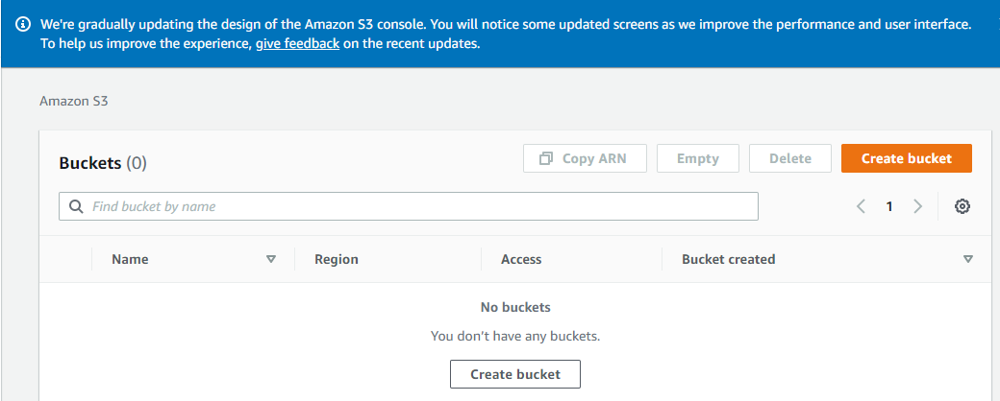 We're gradually updating the design of the Amazon S3 console. You will notice some updated screens as we improve the performance and user interface.
To help us improve the experience, give feedback on the recent updates.
Amazon S3
Buckets (0)
Copy ARN
Empty
Delete
Create bucket
Find bucket by name
1
Name
Region
Access
Bucket created
No buckets
You don’t have any buckets.
Create bucket